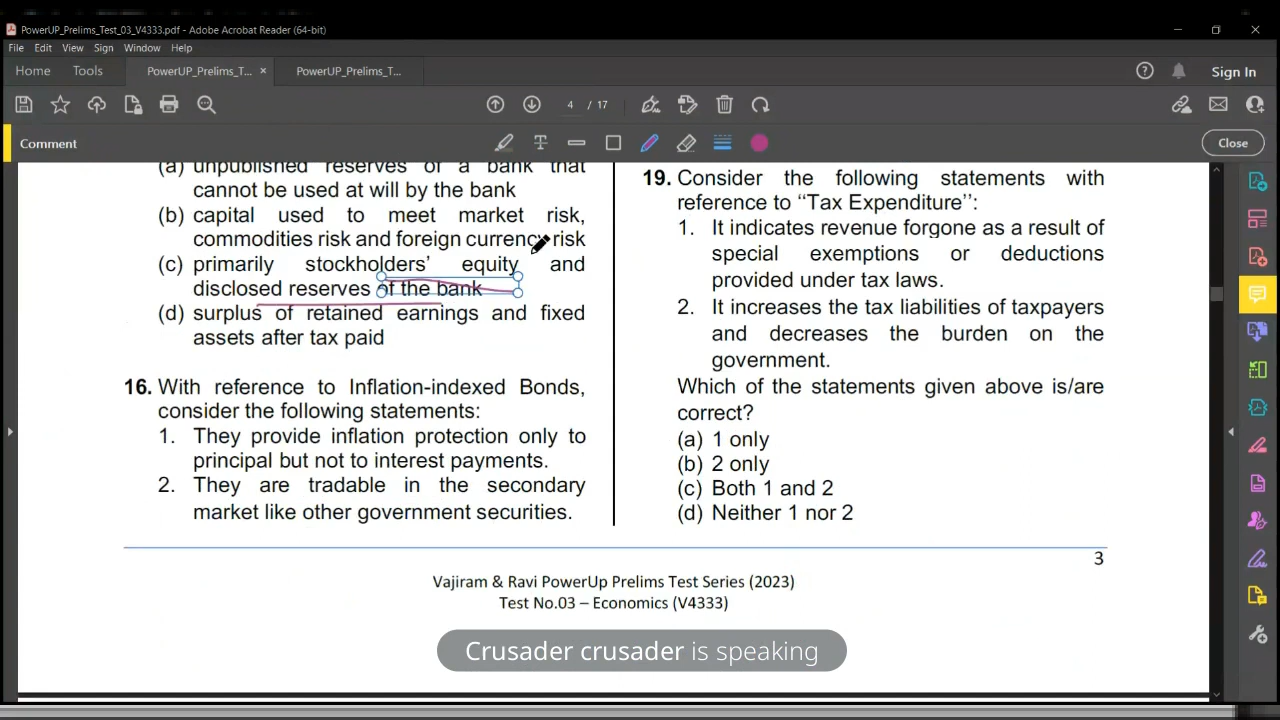 PowerUP_Prelims_Test_03_V4333.pdf - Adobe Acrobat Reader (64-bit)
File Edit View Sign Window Help
Home Tools PowerUP_Prelims_T... × PowerUP_Prelims_T... Sign In
4 / 17
Comment Close
(a) unpublished reserves of a bank that
cannot be used at will by the bank
(b) capital used to meet market risk,
commodities risk and foreign currency risk
(c) primarily stockholders’ equity and
disclosed reserves of the bank
(d) surplus of retained earnings and fixed
assets after tax paid
16. With reference to Inflation-indexed Bonds,
consider the following statements:
1. They provide inflation protection only to
principal but not to interest payments.
2. They are tradable in the secondary
market like other government securities.
19. Consider the following statements with
reference to ‘‘Tax Expenditure’’:
1. It indicates revenue forgone as a result of
special exemptions or deductions
provided under tax laws.
2. It increases the tax liabilities of taxpayers
and decreases the burden on the
government.
Which of the statements given above is/are
correct?
(a) 1 only
(b) 2 only
(c) Both 1 and 2
(d) Neither 1 nor 2
3
Vajiram & Ravi PowerUp Prelims Test Series (2023)
Test No.03 – Economics (V4333)
Crusader crusader is speaking